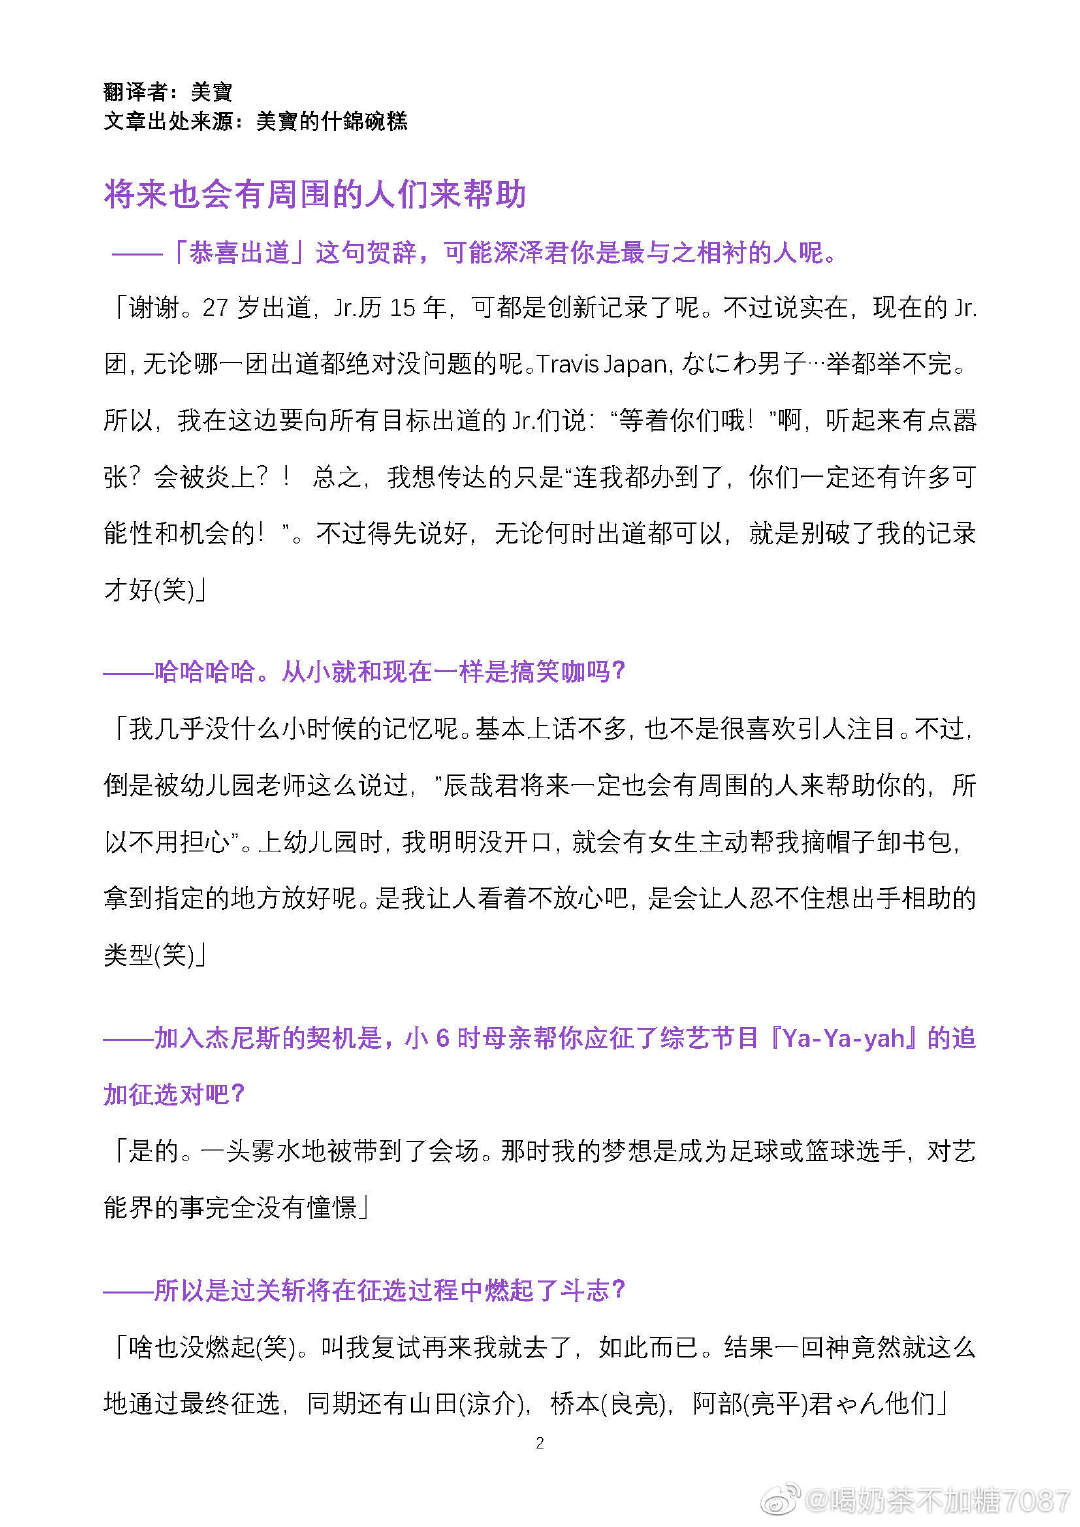 翻译者：美寶
文章出处来源：美寶的什錦碗糕
将来也会有周围的人们来帮助
——「恭喜出道」这句贺辞，可能深泽君你是最与之相衬的人呢。
「谢谢。27 岁出道，Jr.历 15 年，可都是创新记录了呢。不过说实在，现在的 Jr.
团，无论哪一团出道都绝对没问题的呢。Travis Japan，なにわ男子…举都举不完。
所以，我在这边要向所有目标出道的 Jr.们说：“等着你们哦！”啊，听起来有点嚣
张？会被炎上？！ 总之，我想传达的只是“连我都办到了，你们一定还有许多可
能性和机会的！”。不过得先说好，无论何时出道都可以，就是别破了我的记录
才好(笑)」
——哈哈哈哈。从小就和现在一样是搞笑咖吗？
「我几乎没什么小时候的记忆呢。基本上话不多，也不是很喜欢引人注目。不过，
倒是被幼儿园老师这么说过，”辰哉君将来一定也会有周围的人来帮助你的，所
以不用担心”。上幼儿园时，我明明没开口，就会有女生主动帮我摘帽子卸书包，
拿到指定的地方放好呢。是我让人看着不放心吧，是会让人忍不住想出手相助的
类型(笑)」
——加入杰尼斯的契机是，小 6 时母亲帮你应征了综艺节目『Ya-Ya-yah』的追
加征选对吧？
「是的。一头雾水地被带到了会场。那时我的梦想是成为足球或篮球选手，对艺
能界的事完全没有憧憬」
——所以是过关斩将在征选过程中燃起了斗志？
「啥也没燃起(笑)。叫我复试再来我就去了，如此而已。结果一回神竟然就这么
地通过最终征选，同期还有山田(涼介)，桥本(良亮)，阿部(亮平)君ゃん他们」
2
@喝奶茶不加糖7087